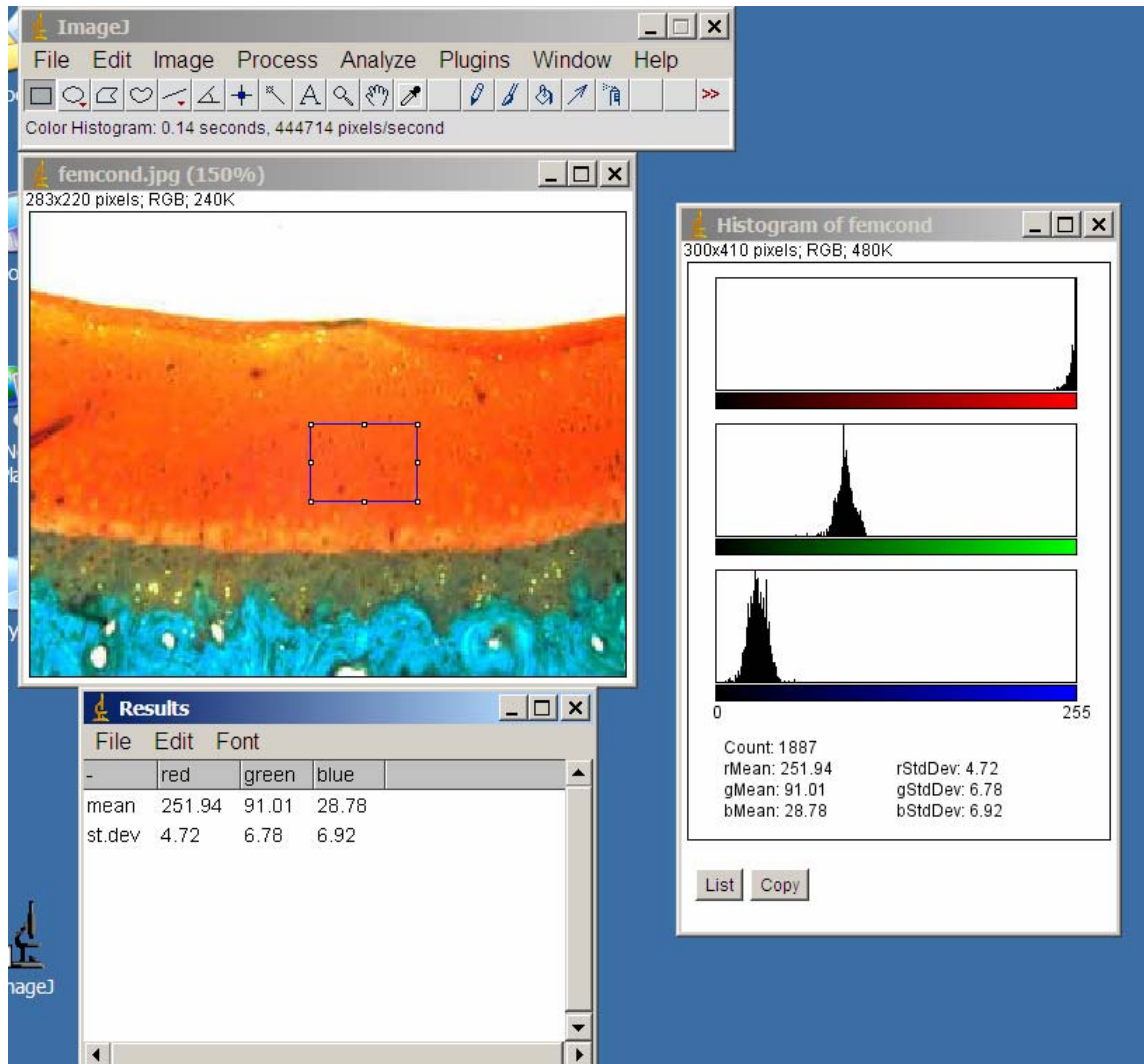 ImageJ
File Edit Image Process Analyze Plugins Window Help
A >>
Color Histogram: 0.14 seconds, 444714 pixels/second
femcond.jpg (150%)
283x220 pixels; RGB; 240K
Histogram of femcond
300x410 pixels; RGB; 480K
0 255
Count: 1887
rMean: 251.94 rStdDev: 4.72
gMean: 91.01 gStdDev: 6.78
bMean: 28.78 bStdDev: 6.92
List Copy
Results
File Edit Font
- red green blue
mean 251.94 91.01 28.78
st.dev 4.72 6.78 6.92
nageJ